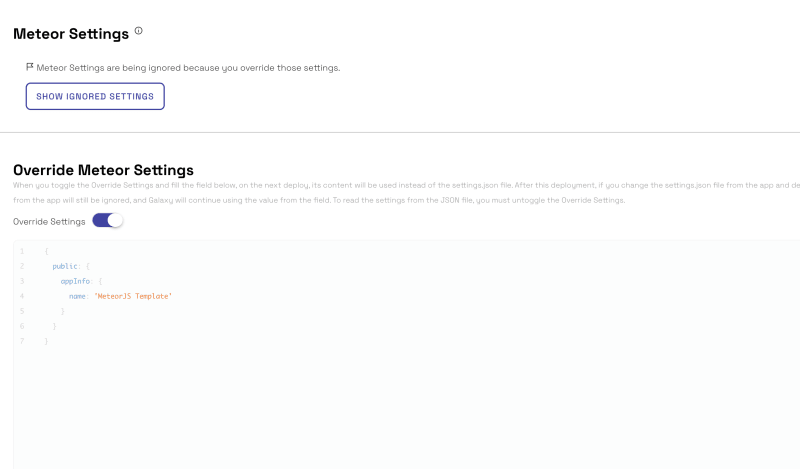 Meteor Settings
Meteor Settings are being ignored because you override those settings.
SHOW IGNORED SETTINGS
Override Meteor Settings
When you toggle the Override Settings and fill the field below, on the next deploy, its content will be used instead of the settings.json file. After this deployment, if you change the settings.json file from the app and de
from the app will still be ignored, and Galaxy will continue using the value from the field. To read the settings from the JSON file, you must untoggle the Override Settings.
Override Settings
1 {
2 public: {
3 appInfo: {
4 name: 'MeteorJS Template'
5 }
6 }
7 }